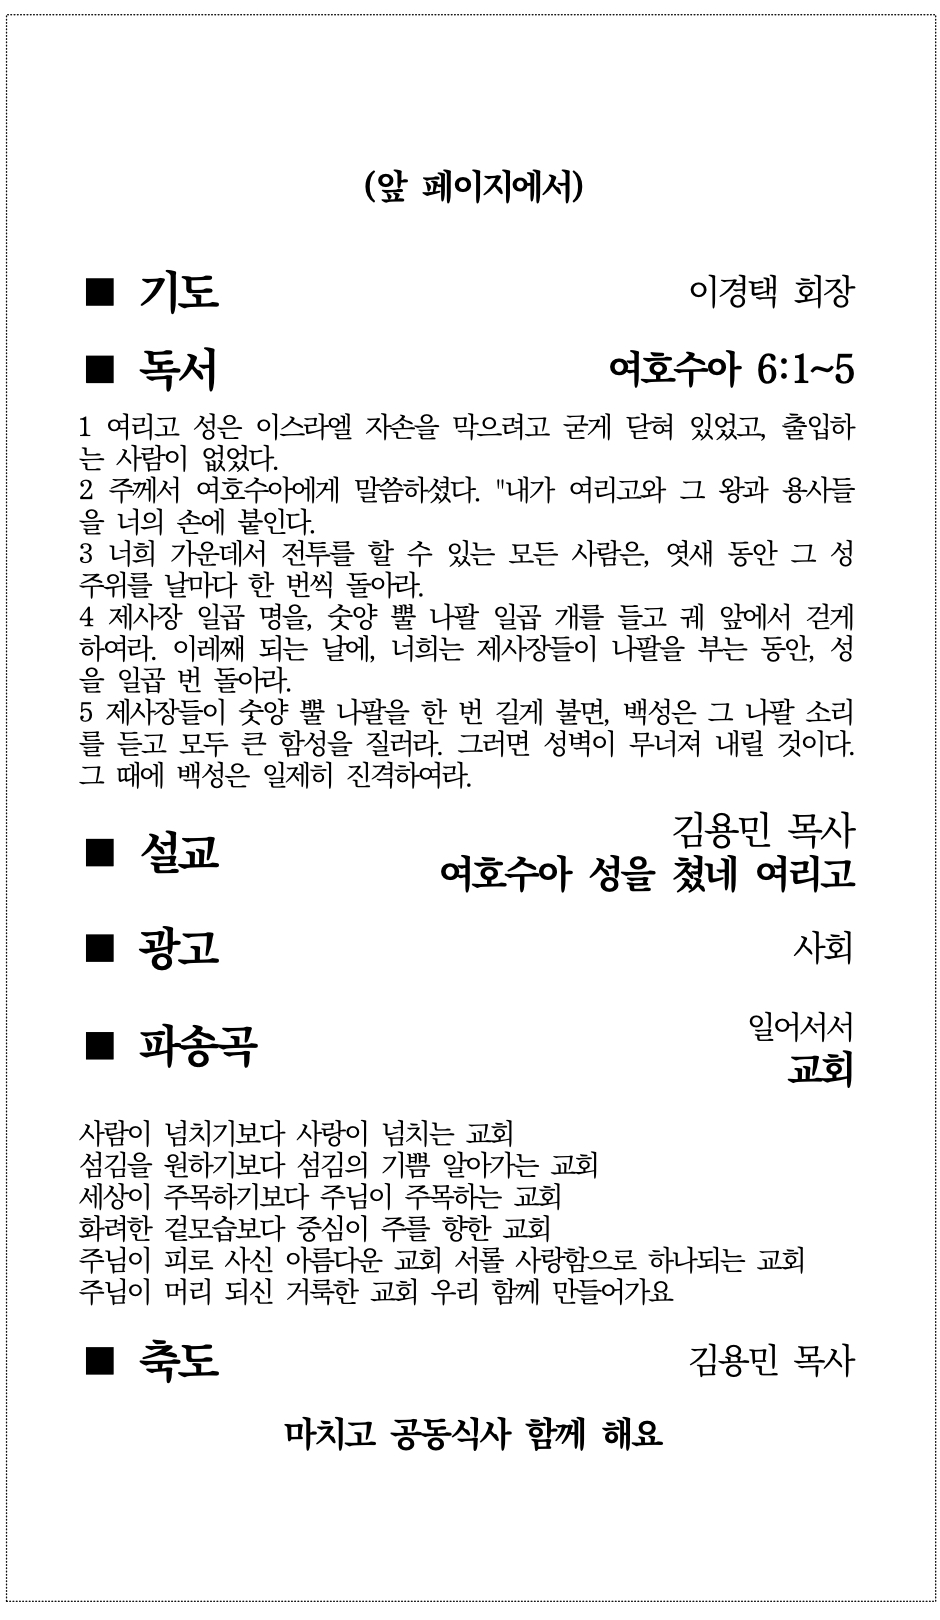 (앞 페이지에서)
■ 기도 이경택 회장
■ 독서 여호수아 6:1~5
1 여리고 성은 이스라엘 자손을 막으려고 굳게 닫혀 있었고, 출입하
는 사람이 없었다.
2 주께서 여호수아에게 말씀하셨다. "내가 여리고와 그 왕과 용사들
을 너의 손에 붙인다.
3 너희 가운데서 전투를 할 수 있는 모든 사람은, 엿새 동안 그 성
주위를 날마다 한 번씩 돌아라.
4 제사장 일곱 명을, 숫양 뿔 나팔 일곱 개를 들고 궤 앞에서 걷게
하여라. 이레째 되는 날에, 너희는 제사장들이 나팔을 부는 동안, 성
을 일곱 번 돌아라.
5 제사장들이 숫양 뿔 나팔을 한 번 길게 불면, 백성은 그 나팔 소리
를 듣고 모두 큰 함성을 질러라. 그러면 성벽이 무너져 내릴 것이다.
그 때에 백성은 일제히 진격하여라.
■ 설교 김용민 목사
여호수아 성을 쳤네 여리고
■ 광고 사회
■ 파송곡 일어서서
교회
사람이 넘치기보다 사랑이 넘치는 교회
섬김을 원하기보다 섬김의 기쁨 알아가는 교회
세상이 주목하기보다 주님이 주목하는 교회
화려한 겉모습보다 중심이 주를 향한 교회
주님이 피로 사신 아름다운 교회 서롤 사랑함으로 하나되는 교회
주님이 머리 되신 거룩한 교회 우리 함께 만들어가요
■ 축도 김용민 목사
마치고 공동식사 함께 해요